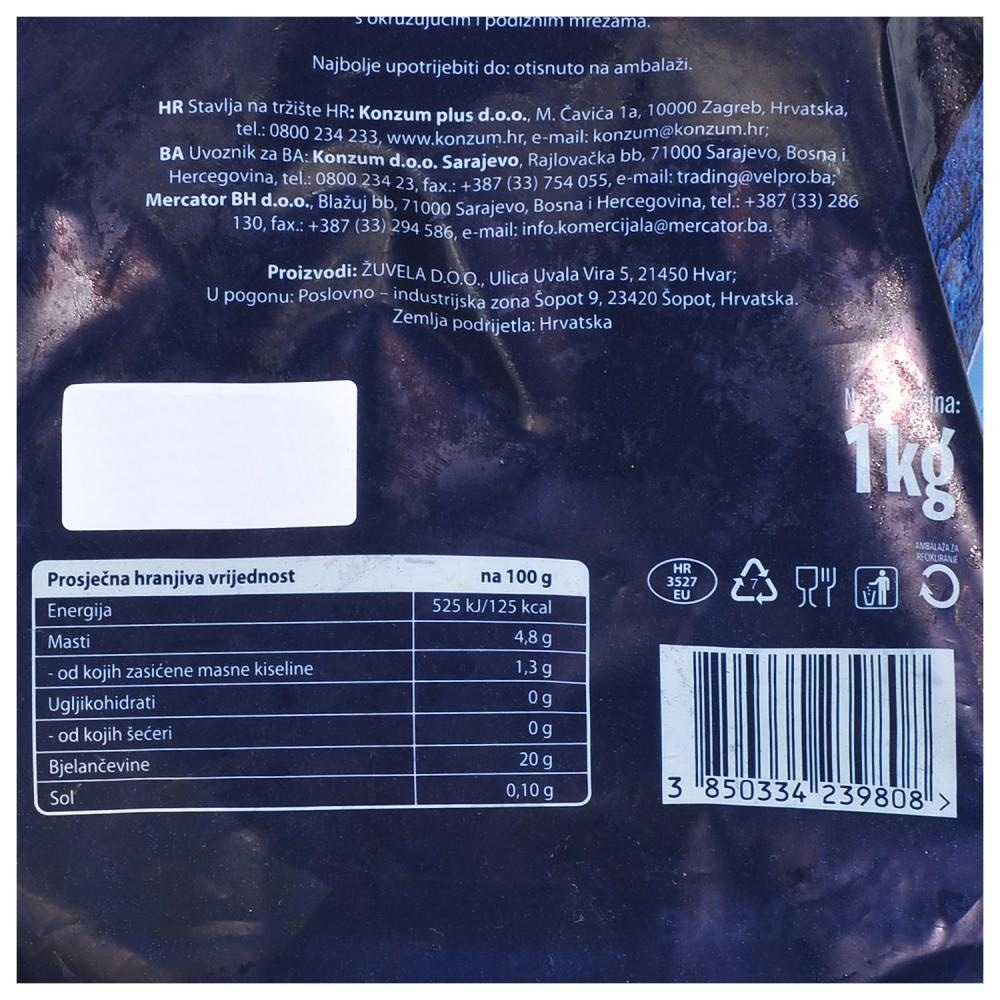 s okružujućim i podiznim mrežama.
Najbolje upotrijebiti do: otisnuto na ambalaži.
HR Stavlja na tržište HR: Konzum plus d.o.o., M. Čavića 1a, 10000 Zagreb, Hrvatska,
tel.: 0800 234 233, www.konzum.hr, e-mail: konzum@konzum.hr;
BA Uvoznik za BA: Konzum d.o.o. Sarajevo, Rajlovačka bb, 71000 Sarajevo, Bosna i
Hercegovina, tel.: 0800 234 23, fax.: +387 (33) 754 055, e-mail: trading@velpro.ba;
Mercator BH d.o.o., Blažuj bb, 71000 Sarajevo, Bosna i Hercegovina, tel.: +387 (33) 286
130, fax.: +387 (33) 294 586, e-mail: info.komercijala@mercator.ba.
Proizvodi: ŽUVELA D.O.O., Ulica Uvala Vira 5, 21450 Hvar;
U pogonu: Poslovno – industrijska zona Šopot 9, 23420 Šopot, Hrvatska.
Zemlja podrijetla: Hrvatska
1kg
AMBALAŽA ZA
RECIKLIRANJE
HR
3527
EU
7
Prosječna hranjiva vrijednost na 100 g
Energija 525 kJ/125 kcal
Masti 4,8 g
- od kojih zasićene masne kiseline 1,3 g
Ugljikohidrati 0 g
- od kojih šećeri 0 g
Bjelančevine 20 g
Sol 0,10 g
3 850334 239808 >